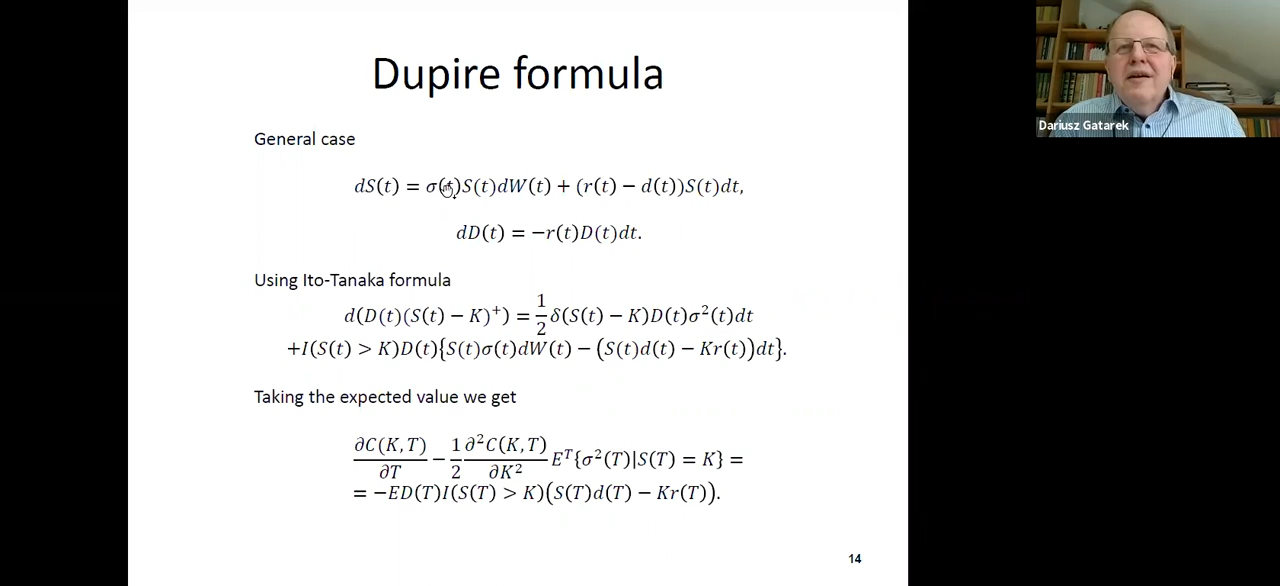 Dupire formula
Dariusz Gatarek
General case
dS(t) = σ(t)S(t)dW(t) + (r(t) − d(t))S(t)dt,
dD(t) = −r(t)D(t)dt.
Using Ito-Tanaka formula
d(D(t)(S(t) − K)⁺) = 1/2 δ(S(t) − K)D(t)σ²(t)dt
+I(S(t) > K)D(t){S(t)σ(t)dW(t) − (S(t)d(t) − Kr(t))dt}.
Taking the expected value we get
∂C(K,T)/∂T − 1/2 ∂²C(K,T)/∂K² Eᵀ{σ²(T)|S(T) = K} =
= −ED(T)I(S(T) > K)(S(T)d(T) − Kr(T)).
14